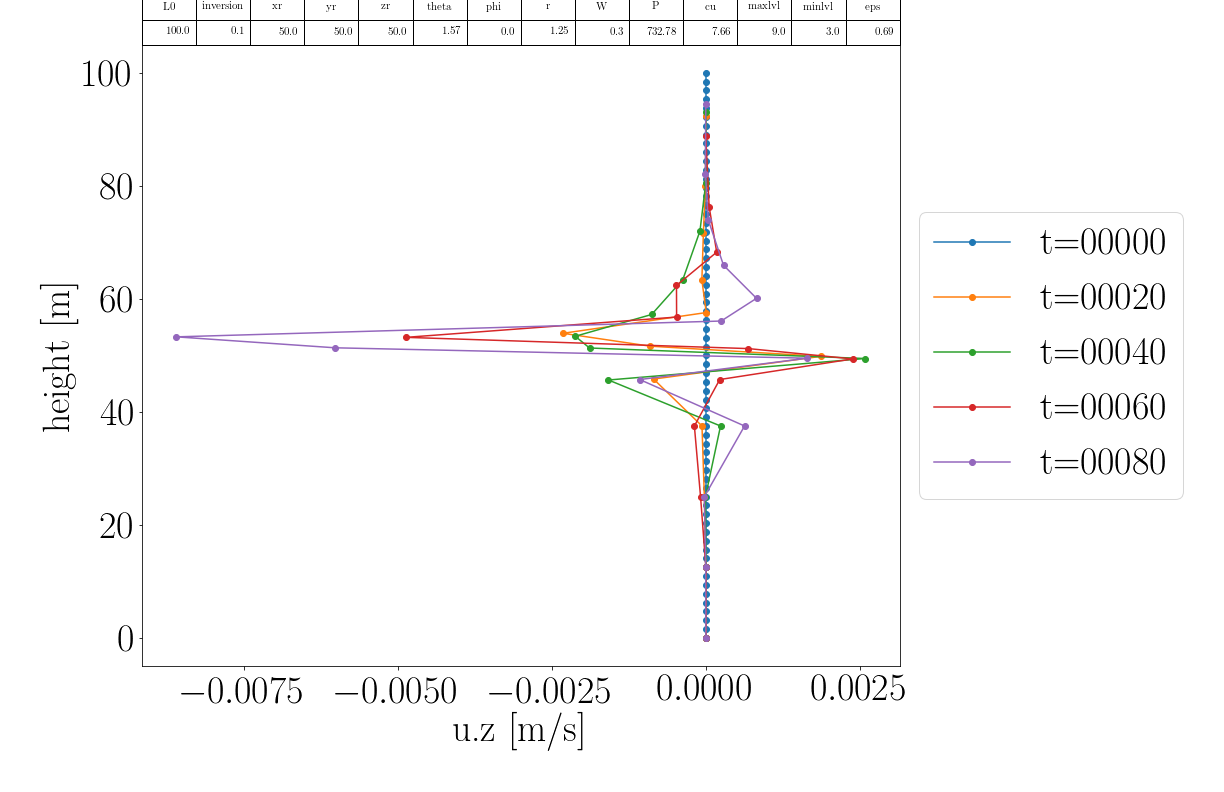 L0 inversion xr yr zr theta phi r W P cu maxlvl minlvl eps
100.0 0.1 50.0 50.0 50.0 1.57 0.0 1.25 0.3 732.78 7.66 9.0 3.0 0.69
100
80
60
40
20
0
height [m]
−0.0075 −0.0050 −0.0025 0.0000 0.0025
u.z [m/s]
t=00000
t=00020
t=00040
t=00060
t=00080